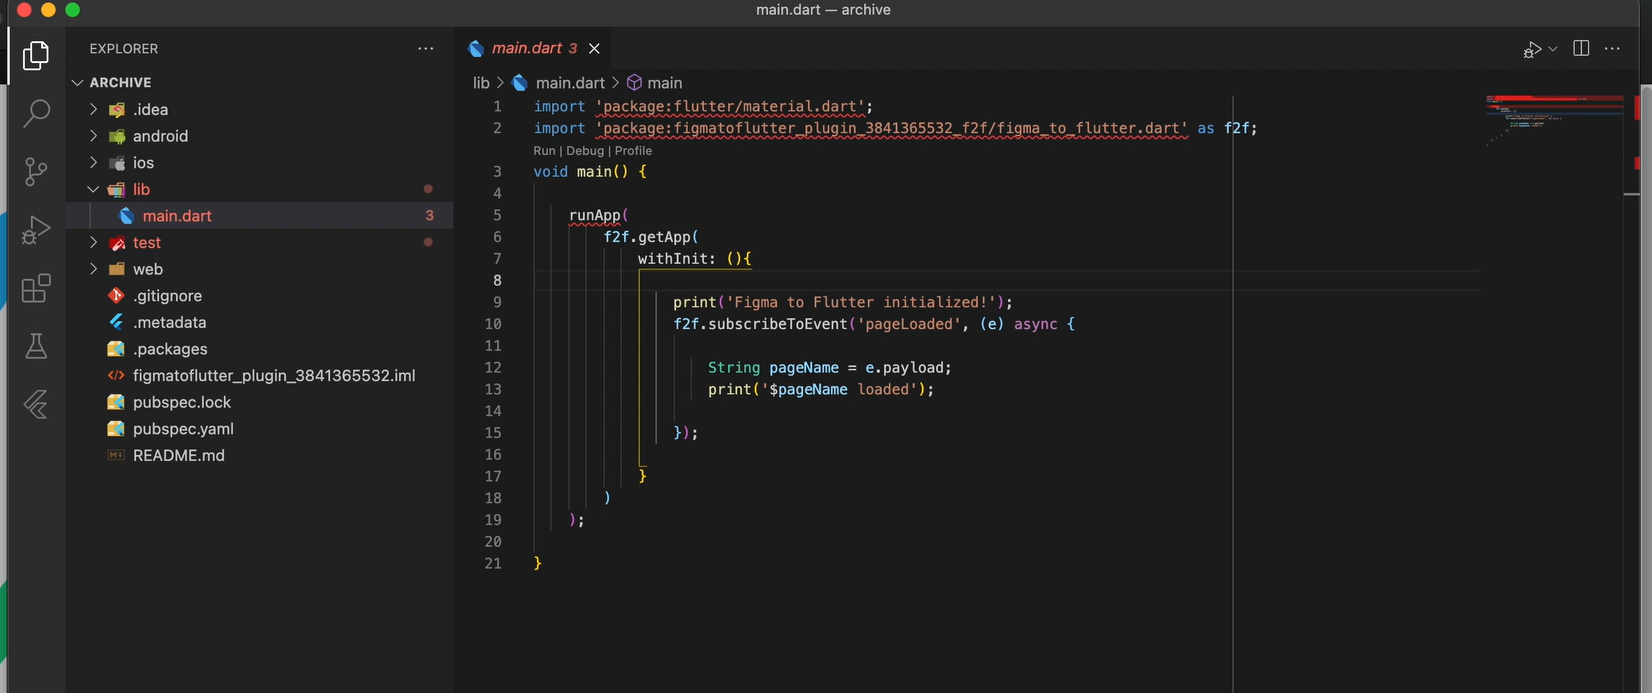 main.dart — archive
EXPLORER
ARCHIVE
.idea
android
ios
lib
main.dart 3
test
web
.gitignore
.metadata
.packages
figmatoflutter_plugin_3841365532.iml
pubspec.lock
pubspec.yaml
README.md
main.dart 3
lib > main.dart > main
1 import 'package:flutter/material.dart';
2 import 'package:figmatoflutter_plugin_3841365532_f2f/figma_to_flutter.dart' as f2f;
Run | Debug | Profile
3 void main() {
4
5 runApp(
6 f2f.getApp(
7 withInit: (){
8
9 print('Figma to Flutter initialized!');
10 f2f.subscribeToEvent('pageLoaded', (e) async {
11
12 String pageName = e.payload;
13 print('$pageName loaded');
14
15 });
16
17 }
18 )
19 );
20
21 }